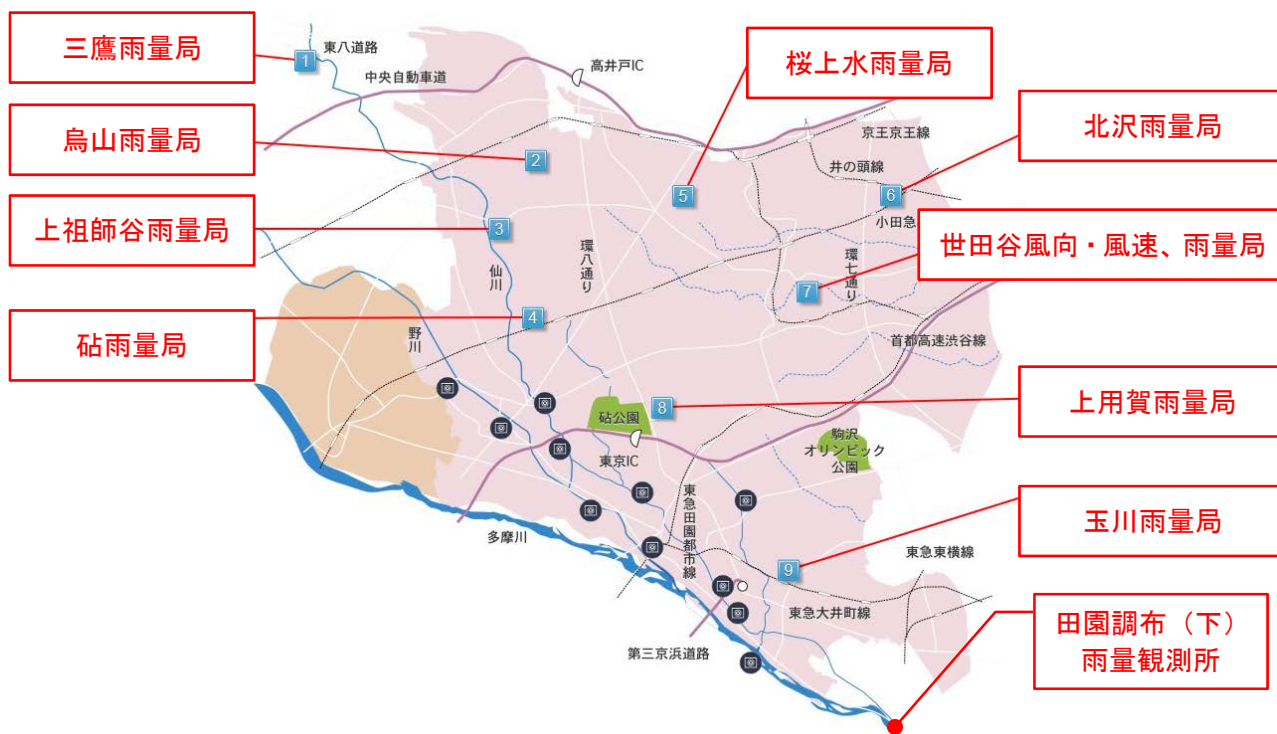 三鷹雨量局
烏山雨量局
上祖師谷雨量局
砧雨量局
桜上水雨量局
北沢雨量局
世田谷風向・風速、雨量局
上用賀雨量局
玉川雨量局
田園調布（下）
雨量観測所
1
東八道路
中央自動車道
高井戸IC
京王京王線
井の頭線
2
5
6
小田急
3
仙川
環八通り
環七通り
7
4
野川
首都高速渋谷線
砧公園
8
東京IC
駒沢
オリンピック
公園
多摩川
東急田園都市線
9
東急東横線
東急大井町線
第三京浜道路